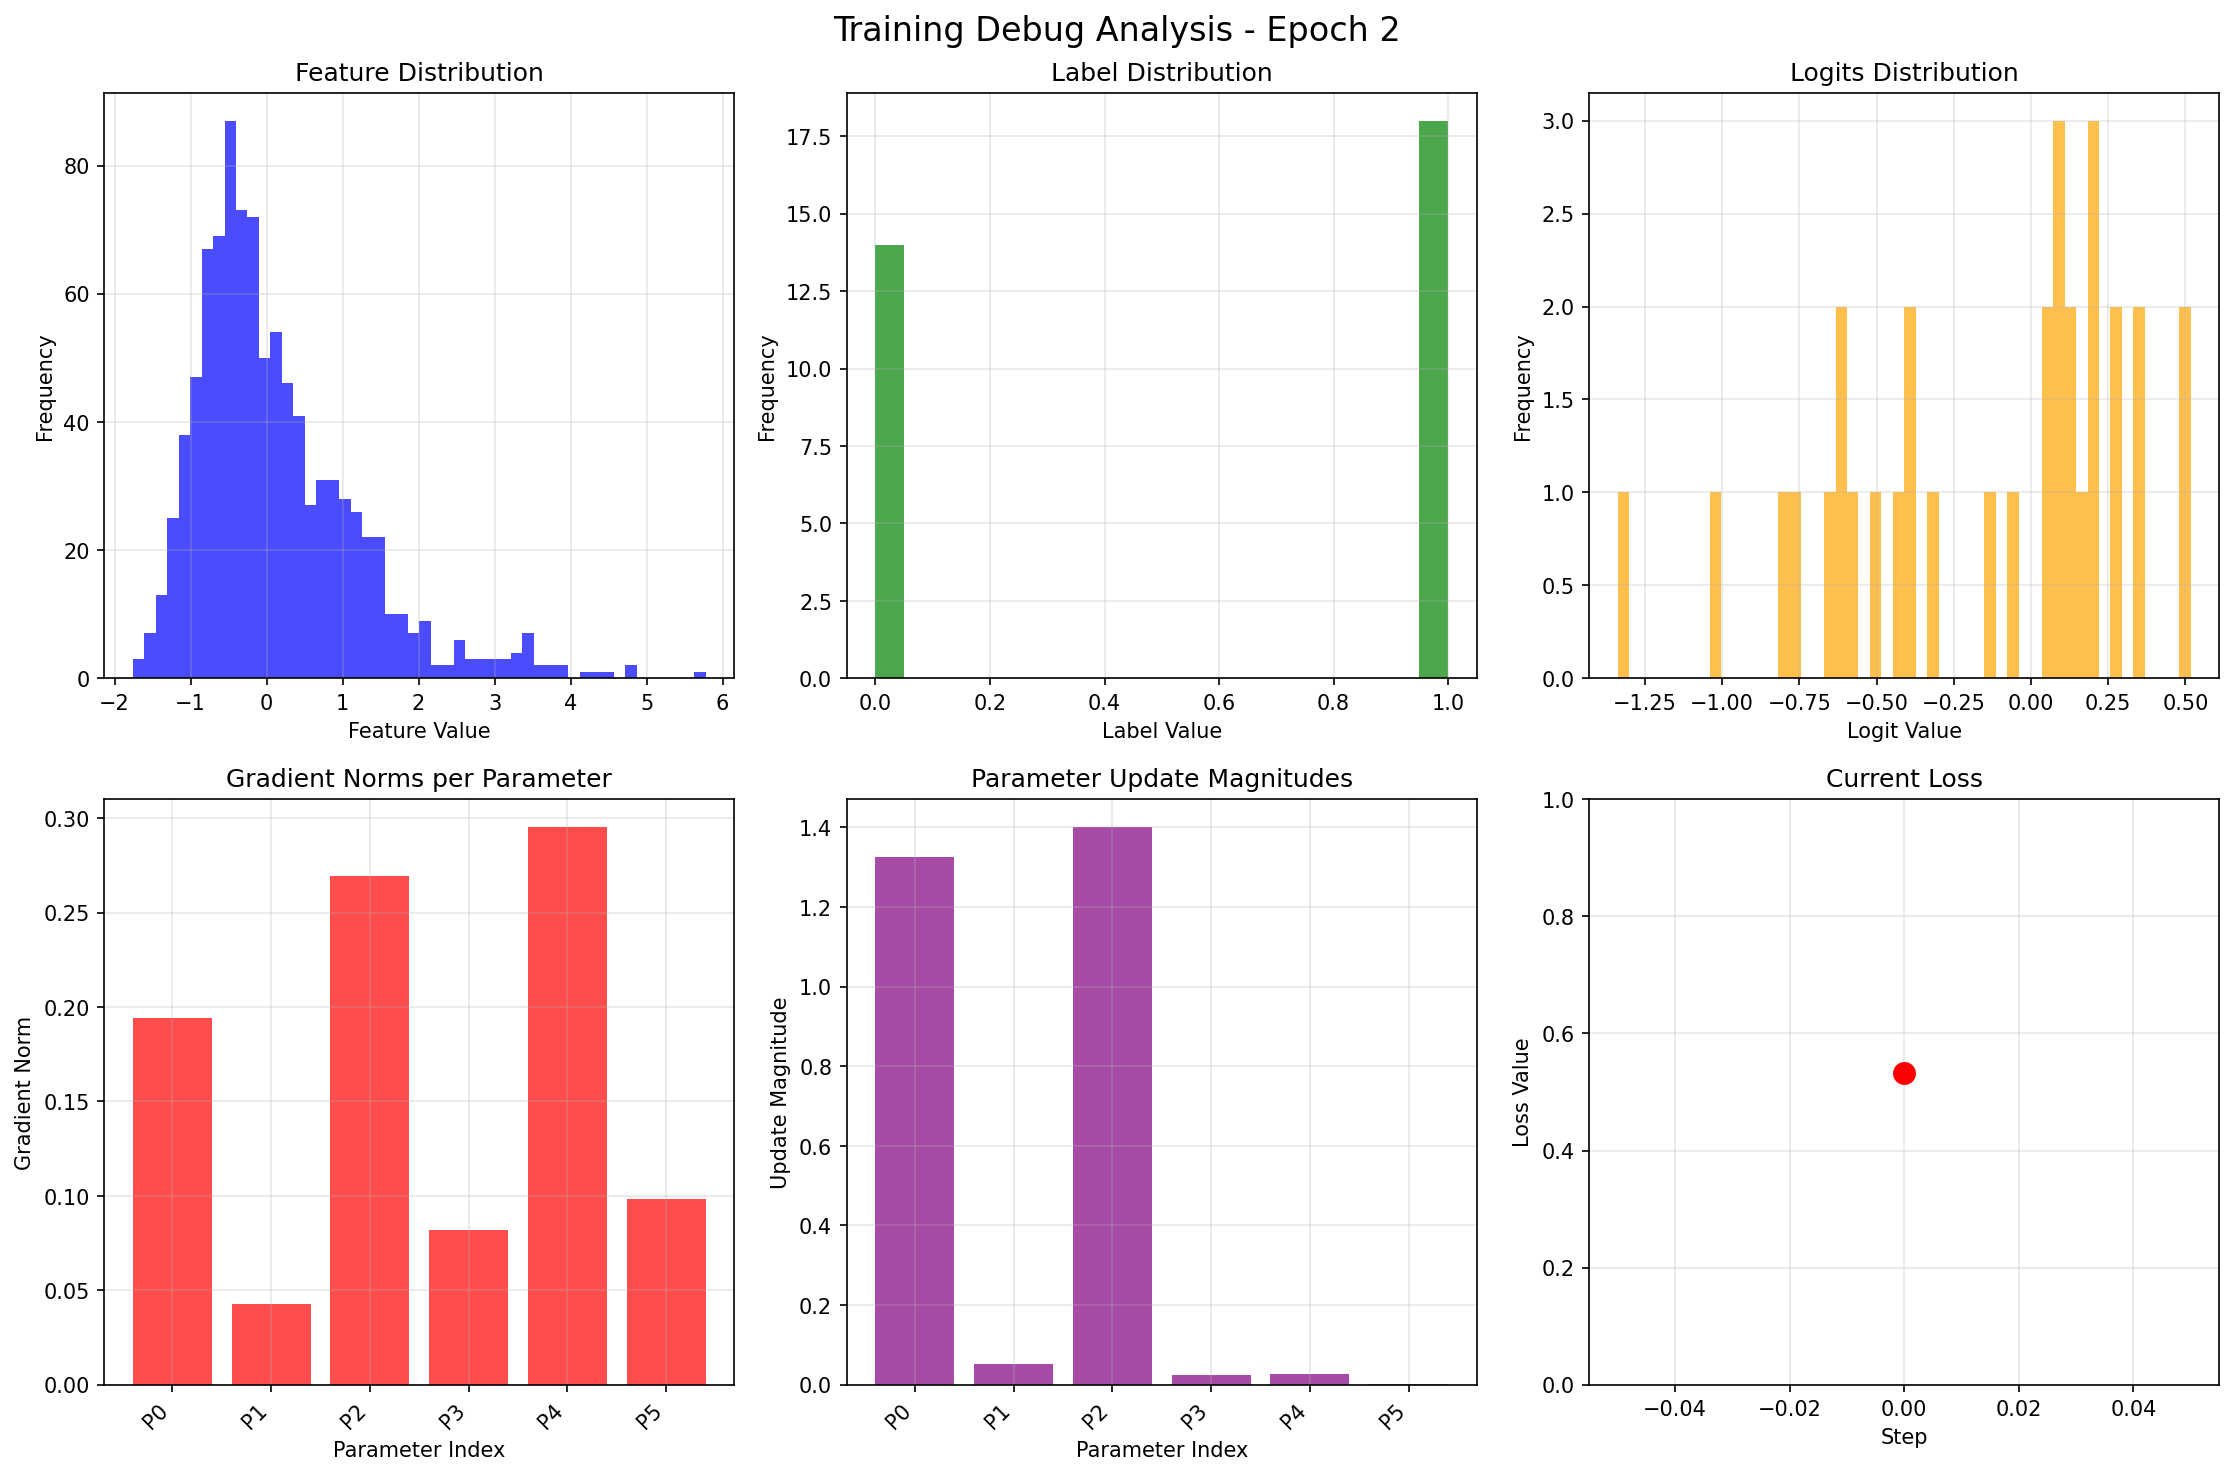 Training Debug Analysis - Epoch 2
Feature Distribution
Frequency
80
60
40
20
0
−2 −1 0 1 2 3 4 5 6
Feature Value
Label Distribution
Frequency
17.5
15.0
12.5
10.0
7.5
5.0
2.5
0.0
0.0 0.2 0.4 0.6 0.8 1.0
Label Value
Logits Distribution
Frequency
3.0
2.5
2.0
1.5
1.0
0.5
0.0
−1.25 −1.00 −0.75 −0.50 −0.25 0.00 0.25 0.50
Logit Value
Gradient Norms per Parameter
Gradient Norm
0.30
0.25
0.20
0.15
0.10
0.05
0.00
P0 P1 P2 P3 P4 P5
Parameter Index
Parameter Update Magnitudes
Update Magnitude
1.4
1.2
1.0
0.8
0.6
0.4
0.2
0.0
P0 P1 P2 P3 P4 P5
Parameter Index
Current Loss
Loss Value
1.0
0.8
0.6
0.4
0.2
0.0
−0.04 −0.02 0.00 0.02 0.04
Step